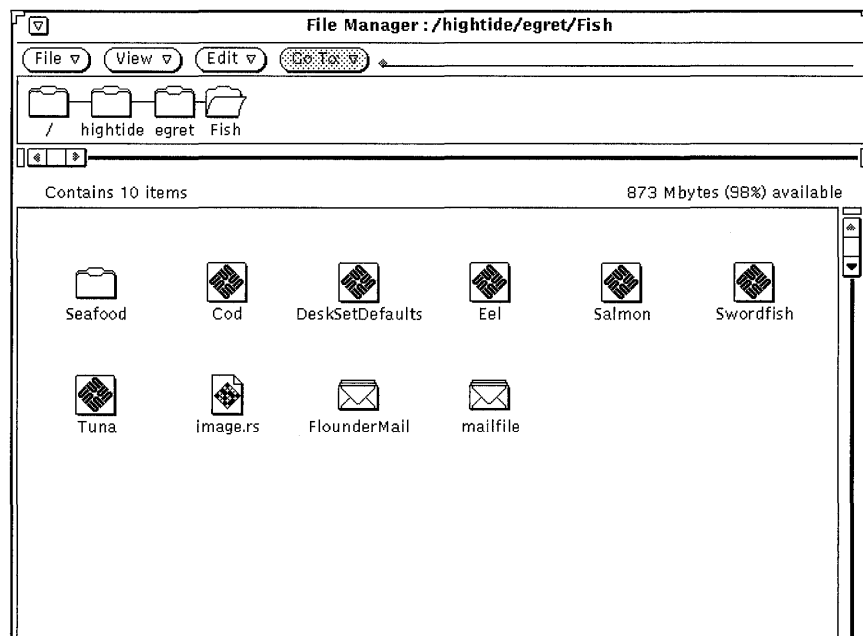 File Manager : /hightide/egret/Fish
File View Edit Go To:
/ hightide egret Fish
Contains 10 items 873 Mbytes (98%) available
Seafood Cod DeskSetDefaults Eel Salmon Swordfish
Tuna image.rs FlounderMail mailfile